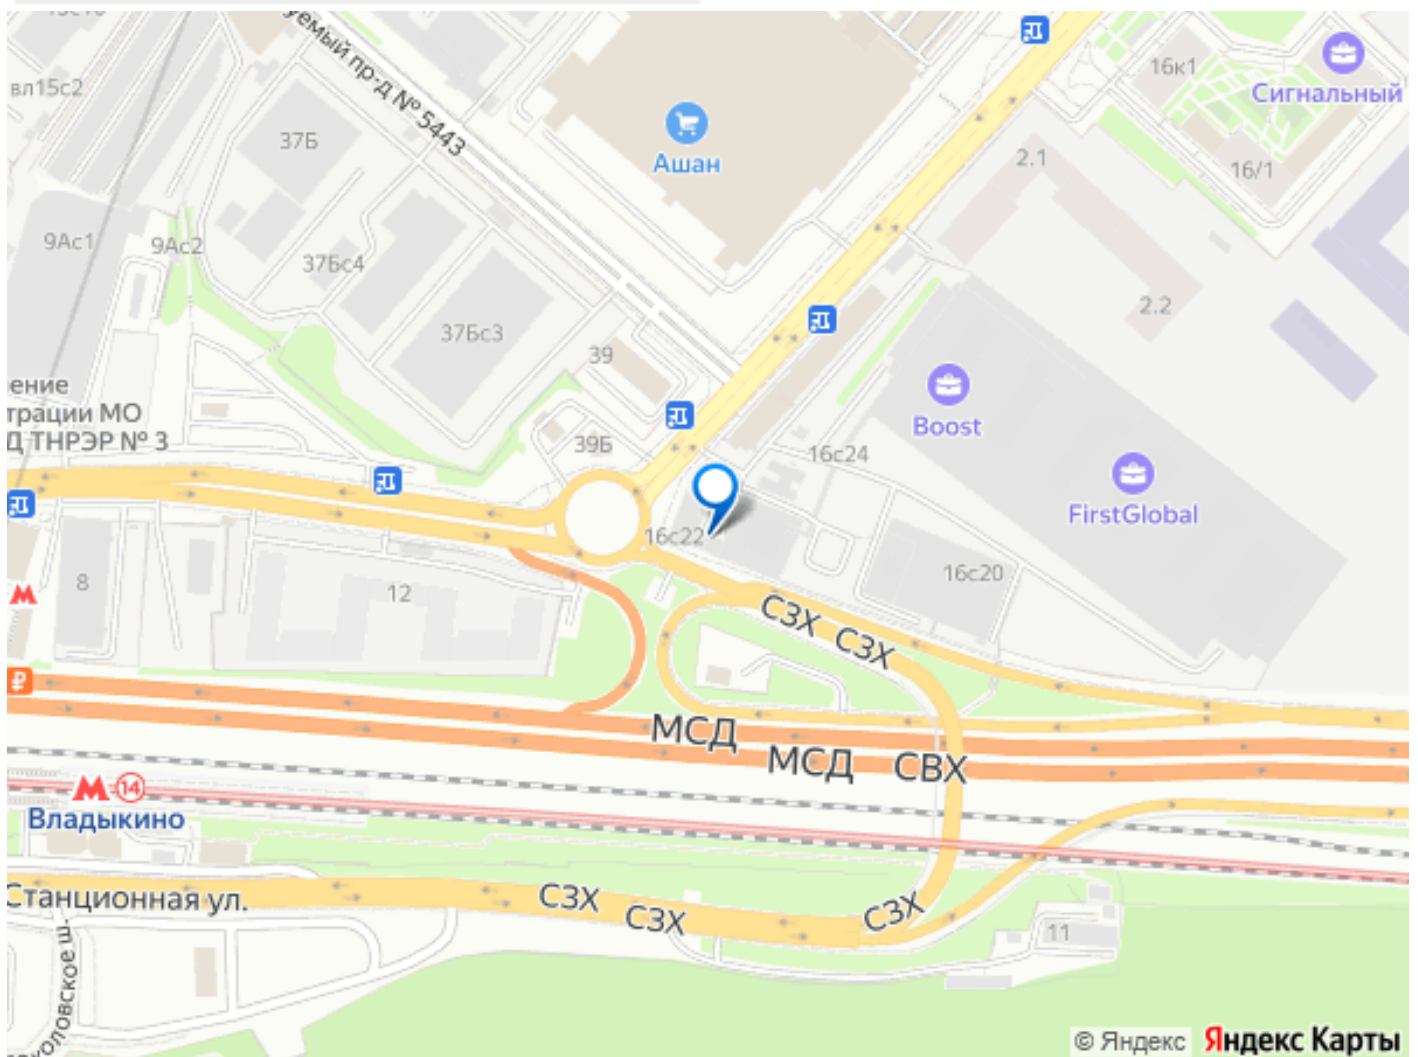 вл15с2
уемый пр-д № 5443
37Б
Ашан
16к1
Сигнальный
16/1
2.1
9Ас1
9Ас2
37Бс4
2.2
37Бс3
39
ение
трации МО
Д ТНРЭР № 3
39Б
Boost
16с24
FirstGlobal
16с22
16с20
8
12
СЗХ СЗХ
МСД
МСД СВХ
14
Владыкино
Станционная ул.
СЗХ
СЗХ
СЗХ
11
околовское ш.
© Яндекс Яндекс Карты